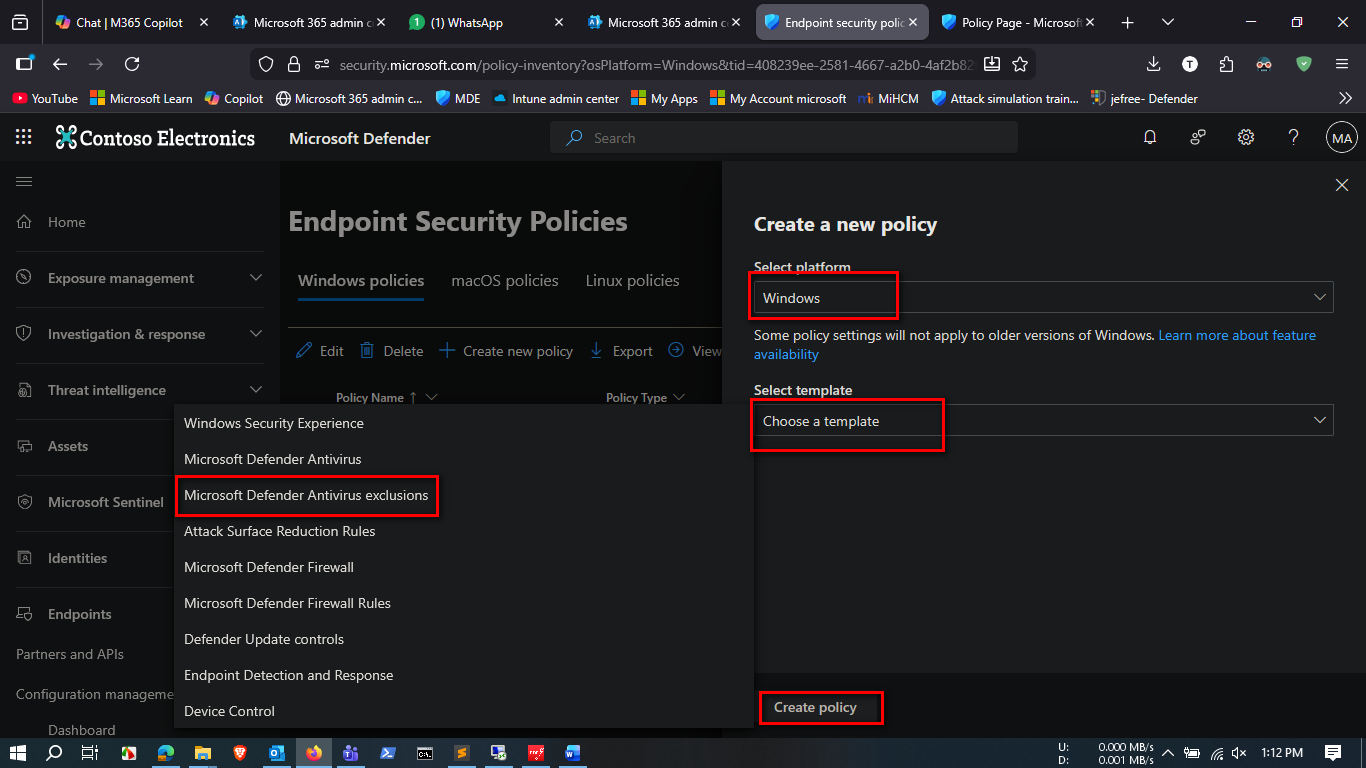 Chat | M365 Copilot
Microsoft 365 admin c
(1) WhatsApp
Microsoft 365 admin c
Endpoint security polic
Policy Page - Microsoft
security.microsoft.com/policy-inventory?osPlatform=Windows&tid=408239ee-2581-4667-a2b0-4af2b82
YouTube
Microsoft Learn
Copilot
Microsoft 365 admin c...
MDE
Intune admin center
My Apps
My Account microsoft
MiHCM
Attack simulation train...
jefree- Defender
Contoso Electronics
Microsoft Defender
Search
MA
Home
Exposure management
Investigation & response
Threat intelligence
Assets
Microsoft Sentinel
Identities
Endpoints
Partners and APIs
Configuration manageme
Dashboard
Endpoint Security Policies
Windows policies
macOS policies
Linux policies
Edit
Delete
Create new policy
Export
View
Policy Name
Policy Type
Windows Security Experience
Microsoft Defender Antivirus
Microsoft Defender Antivirus exclusions
Attack Surface Reduction Rules
Microsoft Defender Firewall
Microsoft Defender Firewall Rules
Defender Update controls
Endpoint Detection and Response
Device Control
Create a new policy
Select platform
Windows
Some policy settings will not apply to older versions of Windows. Learn more about feature
availability
Select template
Choose a template
Create policy
U: 0.000 MB/s
D: 0.001 MB/s
1:12 PM